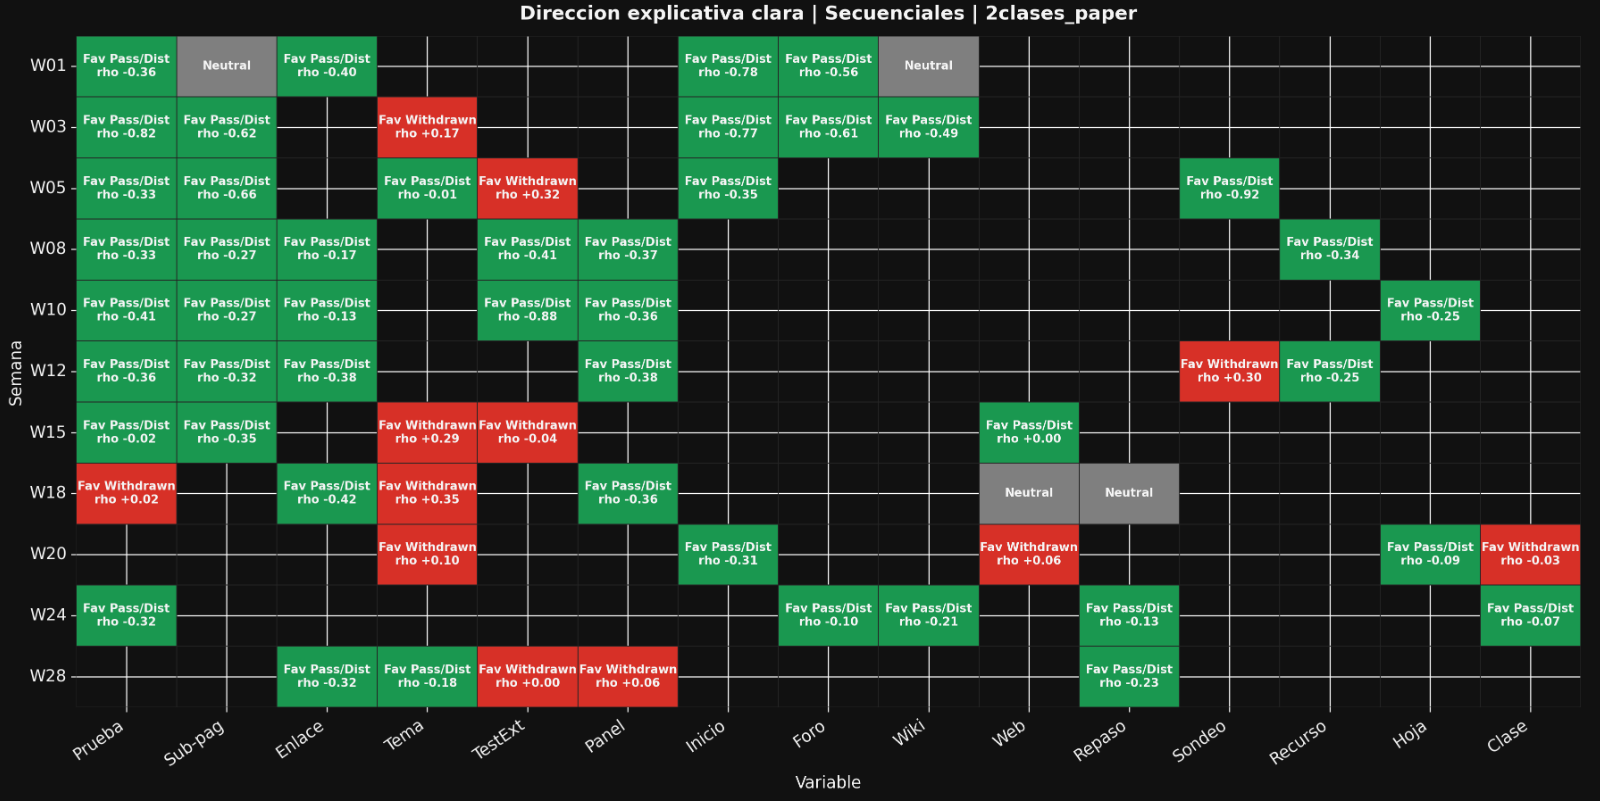 Direccion explicativa clara | Secuenciales | 2clases_paper
Semana
W01
Fav Pass/Dist
rho -0.36
Neutral
Fav Pass/Dist
rho -0.40
Fav Pass/Dist
rho -0.78
Fav Pass/Dist
rho -0.56
Neutral
W03
Fav Pass/Dist
rho -0.82
Fav Pass/Dist
rho -0.62
Fav Withdrawn
rho +0.17
Fav Pass/Dist
rho -0.77
Fav Pass/Dist
rho -0.61
Fav Pass/Dist
rho -0.49
W05
Fav Pass/Dist
rho -0.33
Fav Pass/Dist
rho -0.66
Fav Pass/Dist
rho -0.01
Fav Withdrawn
rho +0.32
Fav Pass/Dist
rho -0.35
Fav Pass/Dist
rho -0.92
W08
Fav Pass/Dist
rho -0.33
Fav Pass/Dist
rho -0.27
Fav Pass/Dist
rho -0.17
Fav Pass/Dist
rho -0.41
Fav Pass/Dist
rho -0.37
Fav Pass/Dist
rho -0.34
W10
Fav Pass/Dist
rho -0.41
Fav Pass/Dist
rho -0.27
Fav Pass/Dist
rho -0.13
Fav Pass/Dist
rho -0.88
Fav Pass/Dist
rho -0.36
Fav Pass/Dist
rho -0.25
W12
Fav Pass/Dist
rho -0.36
Fav Pass/Dist
rho -0.32
Fav Pass/Dist
rho -0.38
Fav Pass/Dist
rho -0.38
Fav Withdrawn
rho +0.30
Fav Pass/Dist
rho -0.25
W15
Fav Pass/Dist
rho -0.02
Fav Pass/Dist
rho -0.35
Fav Withdrawn
rho +0.29
Fav Withdrawn
rho -0.04
Fav Pass/Dist
rho +0.00
W18
Fav Withdrawn
rho +0.02
Fav Pass/Dist
rho -0.42
Fav Withdrawn
rho +0.35
Fav Pass/Dist
rho -0.36
Neutral
Neutral
W20
Fav Withdrawn
rho +0.10
Fav Pass/Dist
rho -0.31
Fav Withdrawn
rho +0.06
Fav Pass/Dist
rho -0.09
Fav Withdrawn
rho -0.03
W24
Fav Pass/Dist
rho -0.32
Fav Pass/Dist
rho -0.10
Fav Pass/Dist
rho -0.21
Fav Pass/Dist
rho -0.13
Fav Pass/Dist
rho -0.07
W28
Fav Pass/Dist
rho -0.32
Fav Pass/Dist
rho -0.18
Fav Withdrawn
rho +0.00
Fav Withdrawn
rho +0.06
Fav Pass/Dist
rho -0.23
Prueba
Sub-pag
Enlace
Tema
TestExt
Panel
Inicio
Foro
Wiki
Web
Repaso
Sondeo
Recurso
Hoja
Clase
Variable